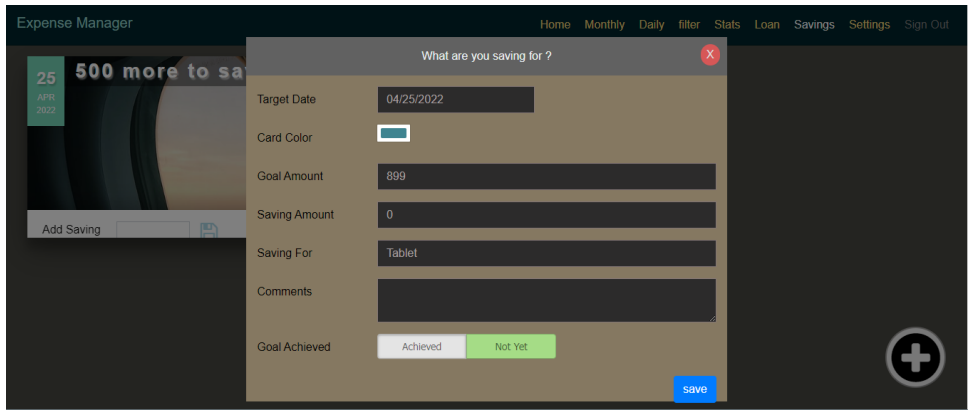 Expense Manager
Home Monthly Daily filter Stats Loan Savings Settings Sign Out
What are you saving for ?
X
25
APR
2022
500 more to sa
Target Date
04/25/2022
Card Color
Goal Amount
899
Saving Amount
0
Add Saving
Saving For
Tablet
Comments
Goal Achieved
Achieved
Not Yet
save